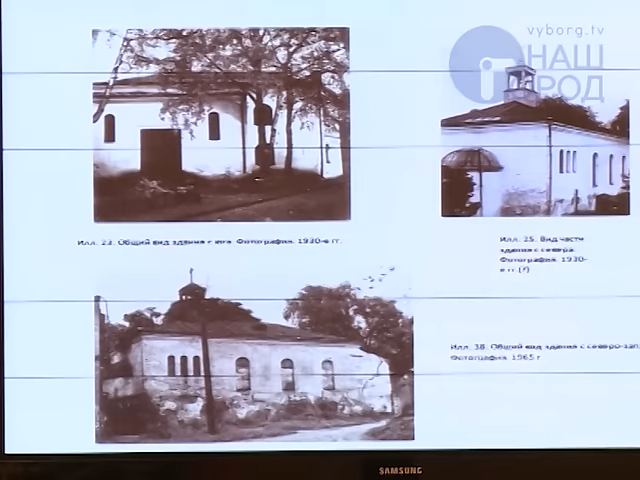 vyborg.tv
НАШ
ГОРОД
Илл. 23. Общий вид здания с юга. Фотография. 1930-е гг.
Илл. 25. Вид части
здания с севера.
Фотография. 1930-
е гг.(?)
Илл. 38. Общий вид здания с северо-зап
Фотография. 1965 г
SAMSUNG